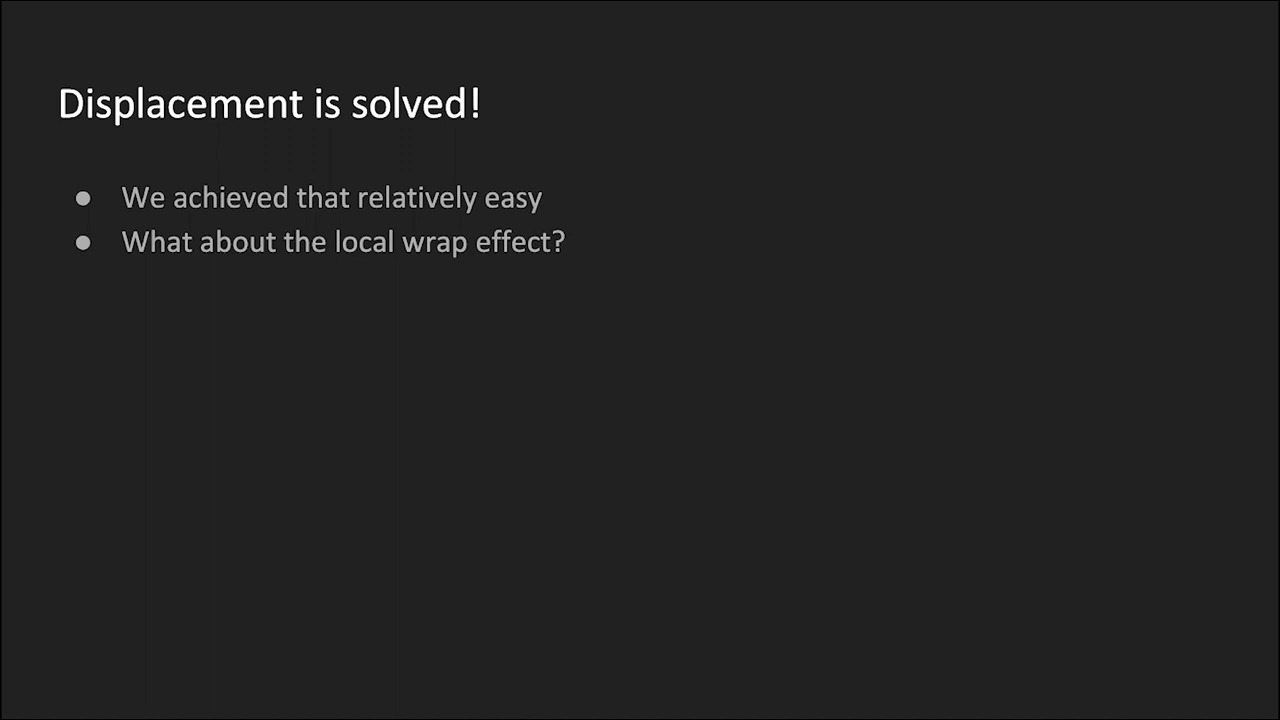 Displacement is solved!
● We achieved that relatively easy
● What about the local wrap effect?